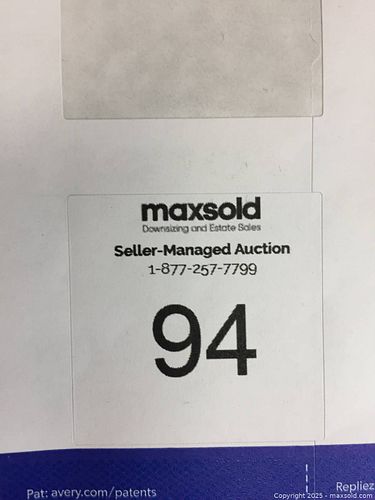 maxsold
Downsizing and Estate Sales
Seller-Managed Auction
1-877-257-7799
94
Pat: avery.com/patents
Repliez
Copyright 2025 - maxsold.com